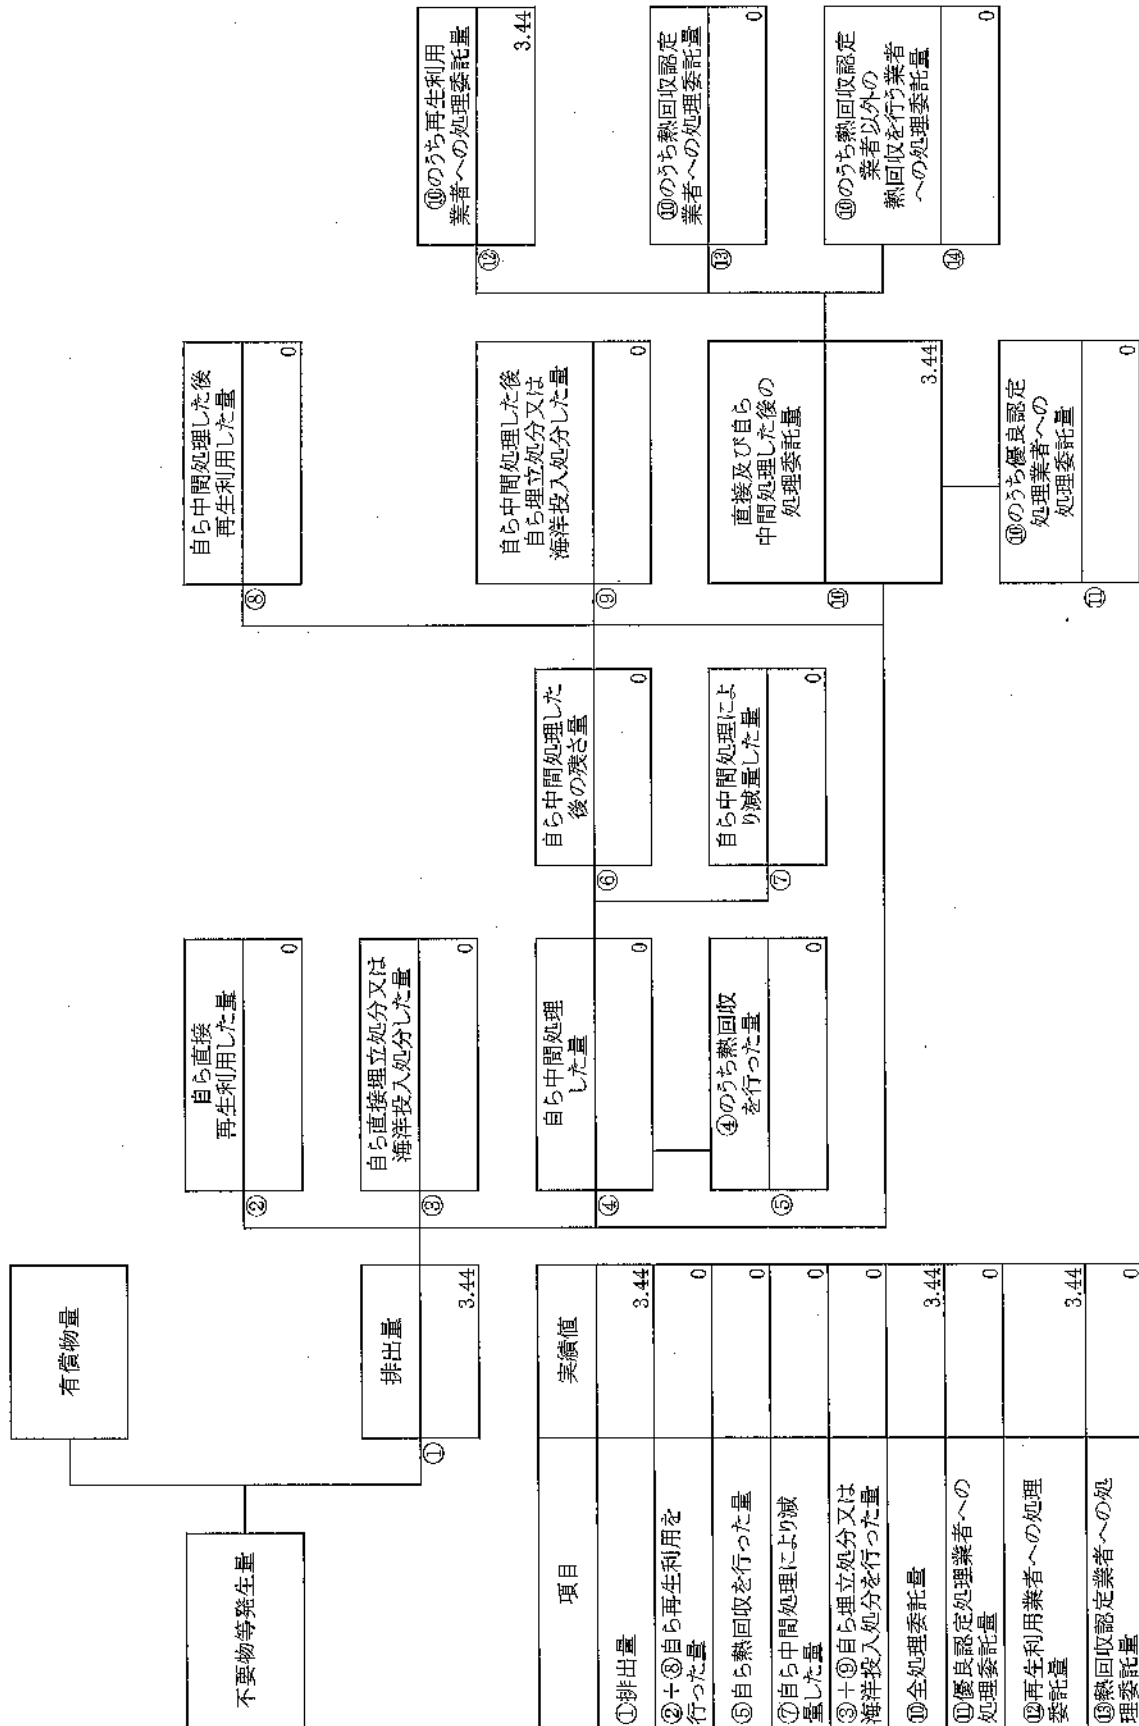 有償物量
不要物等発生量
①
排出量
3.44
②
自ら直接
再生利用した量
0
③
自ら直接埋立処分又は
海洋投入処分した量
0
④
自ら中間処理
した量
0
⑤
④のうち熱回収
を行った量
0
⑥
自ら中間処理した
後の残さ量
0
⑦
自ら中間処理によ
り減量した量
0
⑧
自ら中間処理した後
再生利用した量
0
⑨
自ら中間処理した後
自ら埋立処分又は
海洋投入処分した量
0
⑩
直接及び自ら
中間処理した後の
処理委託量
3.44
⑪
⑩のうち優良認定
処理業者への
処理委託量
0
⑫
⑩のうち再生利用
業者への処理委託量
3.44
⑬
⑩のうち熱回収認定
業者への処理委託量
0
⑭
⑩のうち熱回収認定
業者以外の
熱回収を行う業者
への処理委託量
0
項目
実績値
①排出量
3.44
②+⑧自ら再生利用を
行った量
0
⑤自ら熱回収を行った量
0
⑦自ら中間処理により減
量した量
0
③+⑨自ら埋立処分又は
海洋投入処分を行った量
0
⑩全処理委託量
3.44
⑪優良認定処理業者への
処理委託量
0
⑫再生利用業者への処理
委託量
3.44
⑬熱回収認定業者への処
理委託量
0